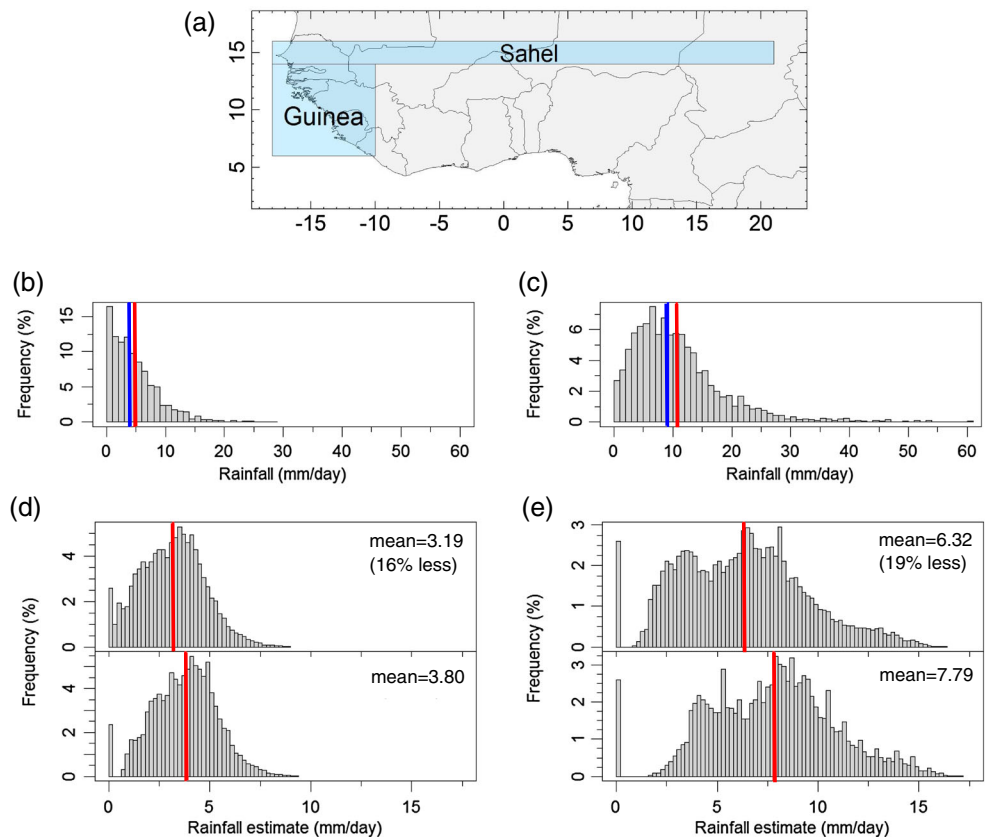 (a)
15
10
5
Sahel
Guinea
-15 -10 -5 0 5 10 15 20
(b)
Frequency (%)
15
10
5
0
0 10 20 30 40 50 60
Rainfall (mm/day)
(c)
Frequency (%)
6
4
2
0
0 10 20 30 40 50 60
Rainfall (mm/day)
(d)
Frequency (%)
4
2
0
mean=3.19
(16% less)
Frequency (%)
4
2
0
mean=3.80
0 5 10 15
Rainfall estimate (mm/day)
(e)
Frequency (%)
3
2
1
0
mean=6.32
(19% less)
Frequency (%)
3
2
1
0
mean=7.79
0 5 10 15
Rainfall estimate (mm/day)